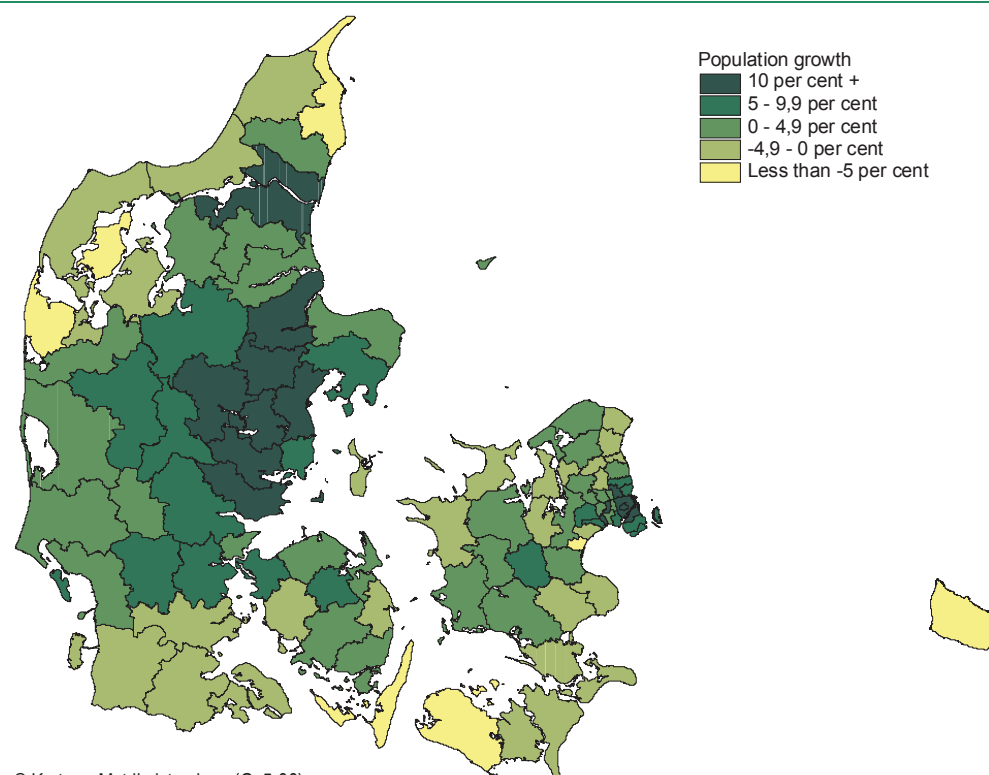 Population growth
10 per cent +
5 - 9,9 per cent
0 - 4,9 per cent
-4,9 - 0 per cent
Less than -5 per cent